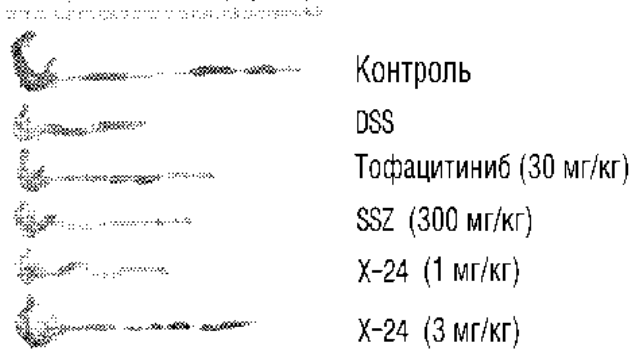 Контроль
DSS
Тофацитиниб (30 мг/кг)
SSZ (300 мг/кг)
X-24 (1 мг/кг)
X-24 (3 мг/кг)